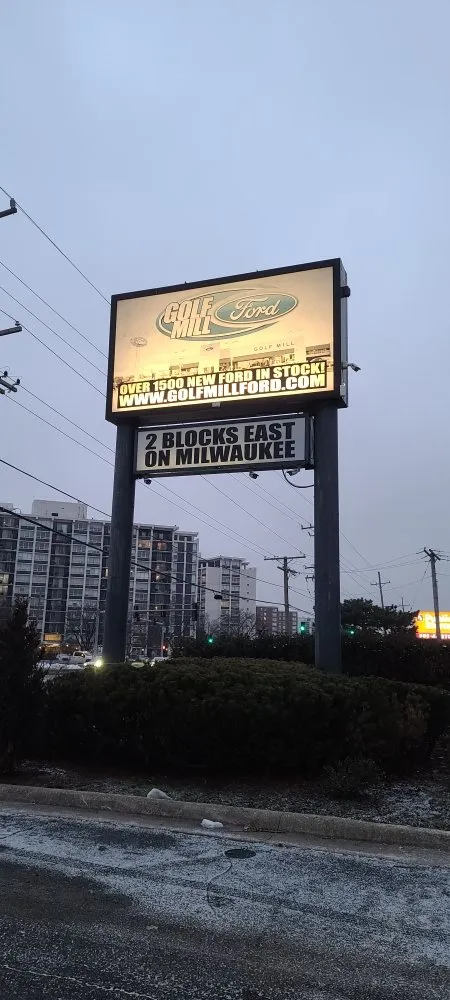 GOLF
MILL
Ford
GOLF MILL
OVER 1500 NEW FORD IN STOCK!
WWW.GOLFMILLFORD.COM
2 BLOCKS EAST
ON MILWAUKEE